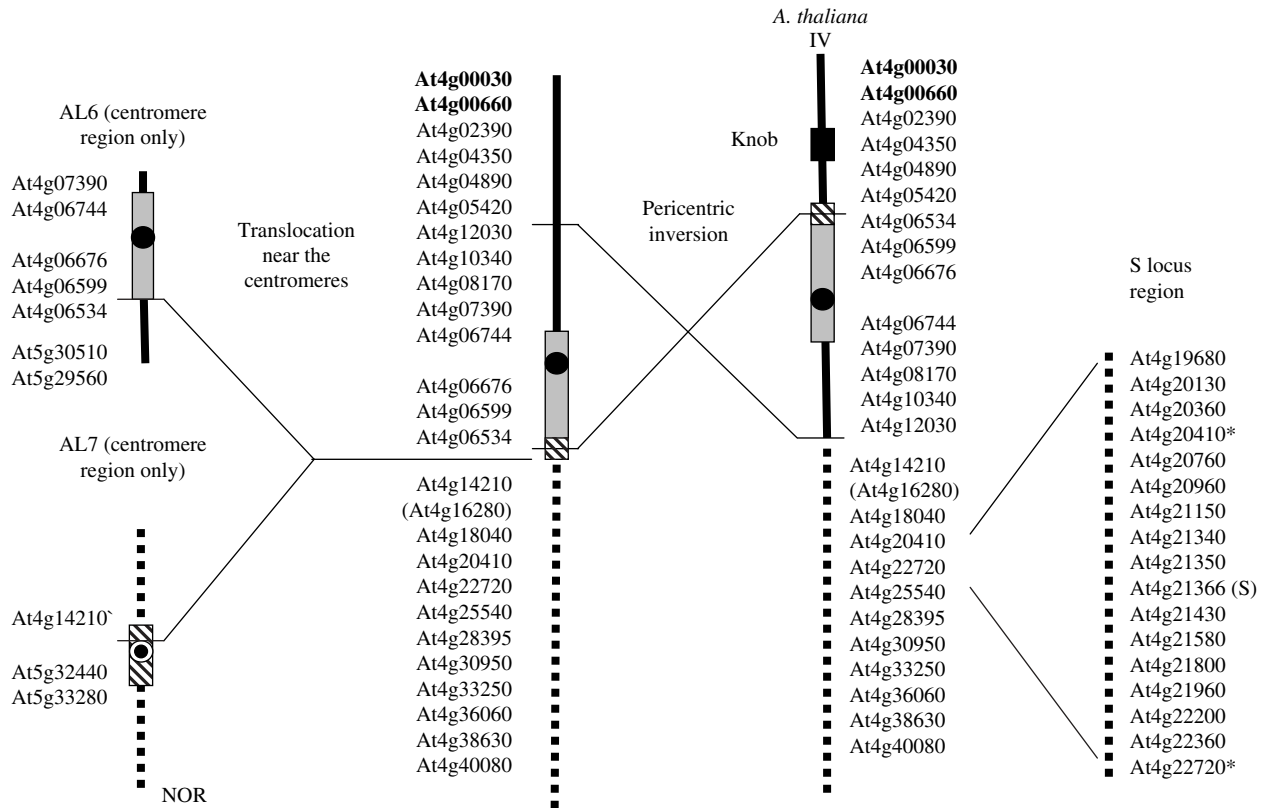 A. thaliana
IV
AL6 (centromere
region only)
At4g07390
At4g06744
At4g06676
At4g06599
At4g06534
At5g30510
At5g29560
AL7 (centromere
region only)
At4g14210`
At5g32440
At5g33280
NOR
Translocation
near the
centromeres
At4g00030
At4g00660
At4g02390
At4g04350
At4g04890
At4g05420
At4g12030
At4g10340
At4g08170
At4g07390
At4g06744
At4g06676
At4g06599
At4g06534
At4g14210
(At4g16280)
At4g18040
At4g20410
At4g22720
At4g25540
At4g28395
At4g30950
At4g33250
At4g36060
At4g38630
At4g40080
Pericentric
inversion
Knob
At4g00030
At4g00660
At4g02390
At4g04350
At4g04890
At4g05420
At4g06534
At4g06599
At4g06676
At4g06744
At4g07390
At4g08170
At4g10340
At4g12030
At4g14210
(At4g16280)
At4g18040
At4g20410
At4g22720
At4g25540
At4g28395
At4g30950
At4g33250
At4g36060
At4g38630
At4g40080
S locus
region
At4g19680
At4g20130
At4g20360
At4g20410*
At4g20760
At4g20960
At4g21150
At4g21340
At4g21350
At4g21366 (S)
At4g21430
At4g21580
At4g21800
At4g21960
At4g22200
At4g22360
At4g22720*